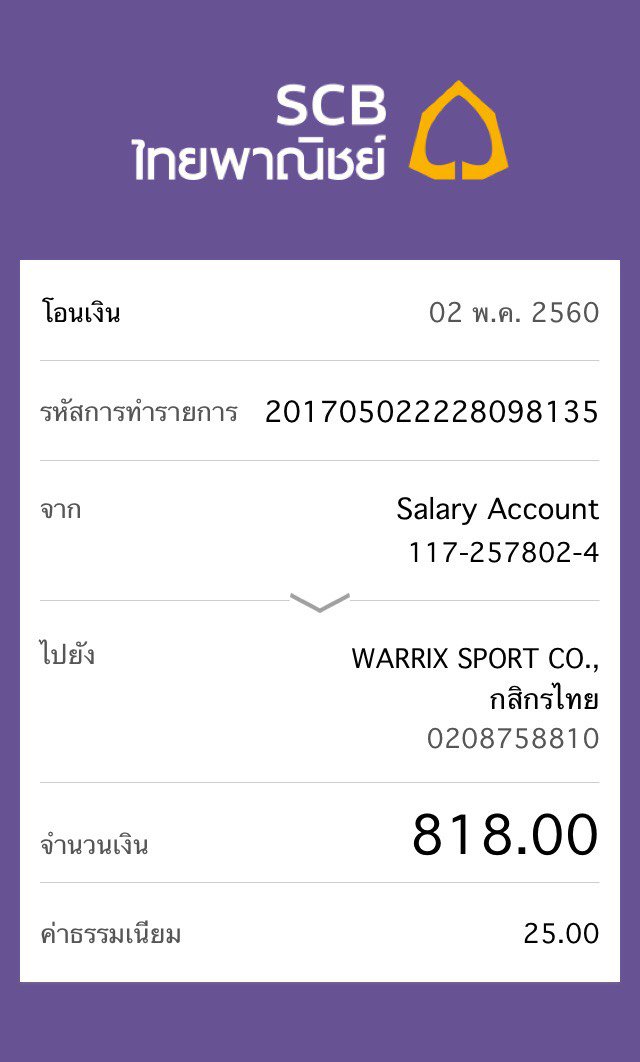 SCB
ไทยพาณิชย์
โอนเงิน 02 พ.ค. 2560
รหัสการทำรายการ 201705022228098135
จาก Salary Account
117-257802-4
ไปยัง WARRIX SPORT CO.,
กสิกรไทย
0208758810
จำนวนเงิน 818.00
ค่าธรรมเนียม 25.00